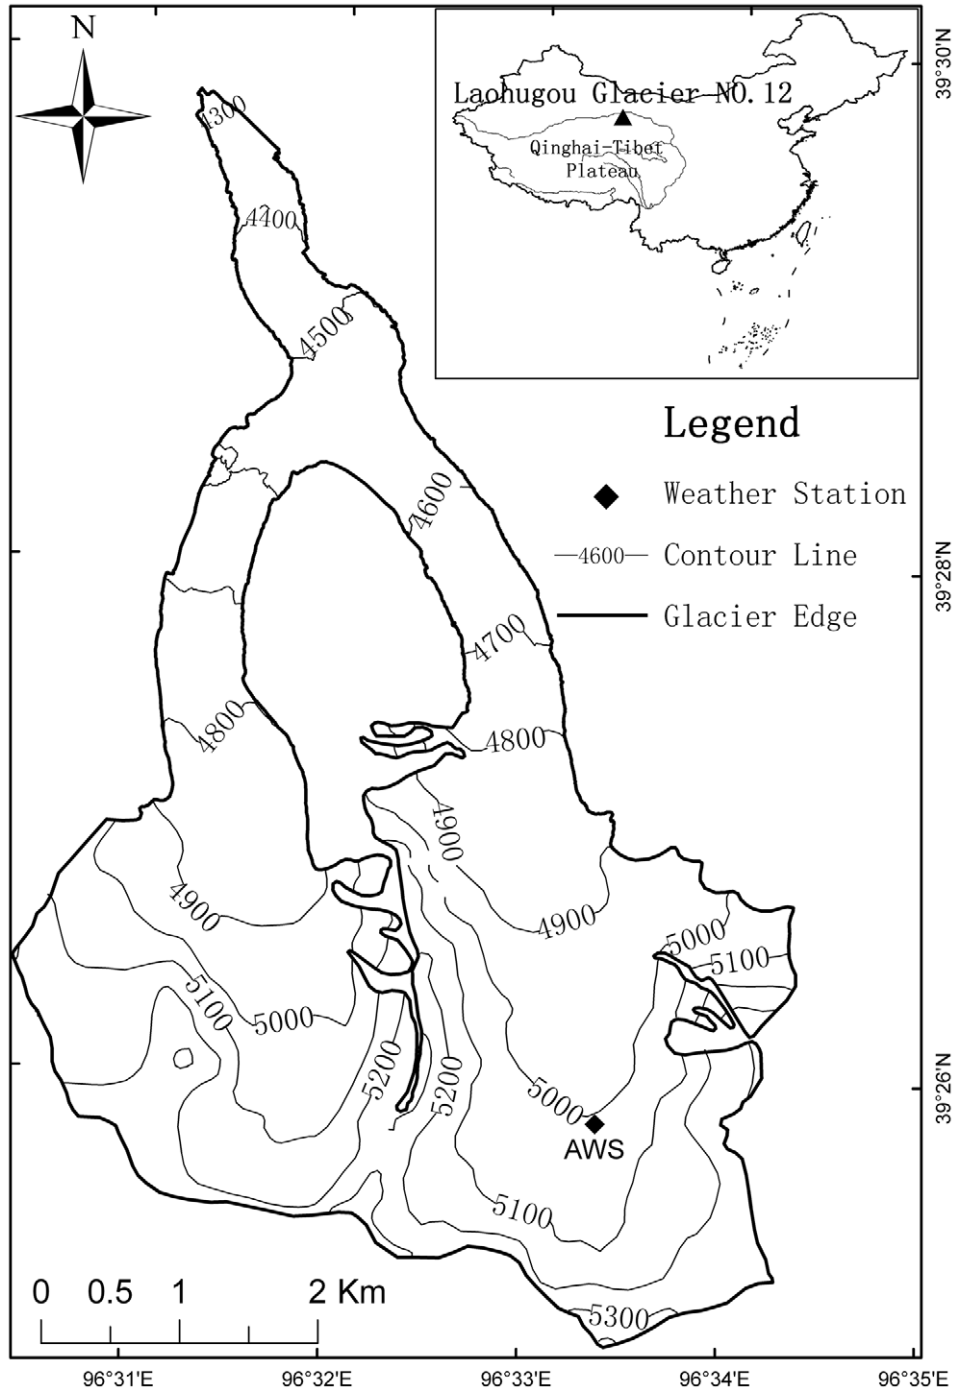 N
39°30'N
Laohugou Glacier NO.12
Qinghai-Tibet
Plateau
4300
4400
4500
Legend
Weather Station
4600
Contour Line
Glacier Edge
4600
39°28'N
4700
4800
4800
4900
4900
4900
5000
5100
5100
5000
5200
5200
5000
39°26'N
AWS
5100
5300
0 0.5 1 2 Km
96°31'E 96°32'E 96°33'E 96°34'E 96°35'E